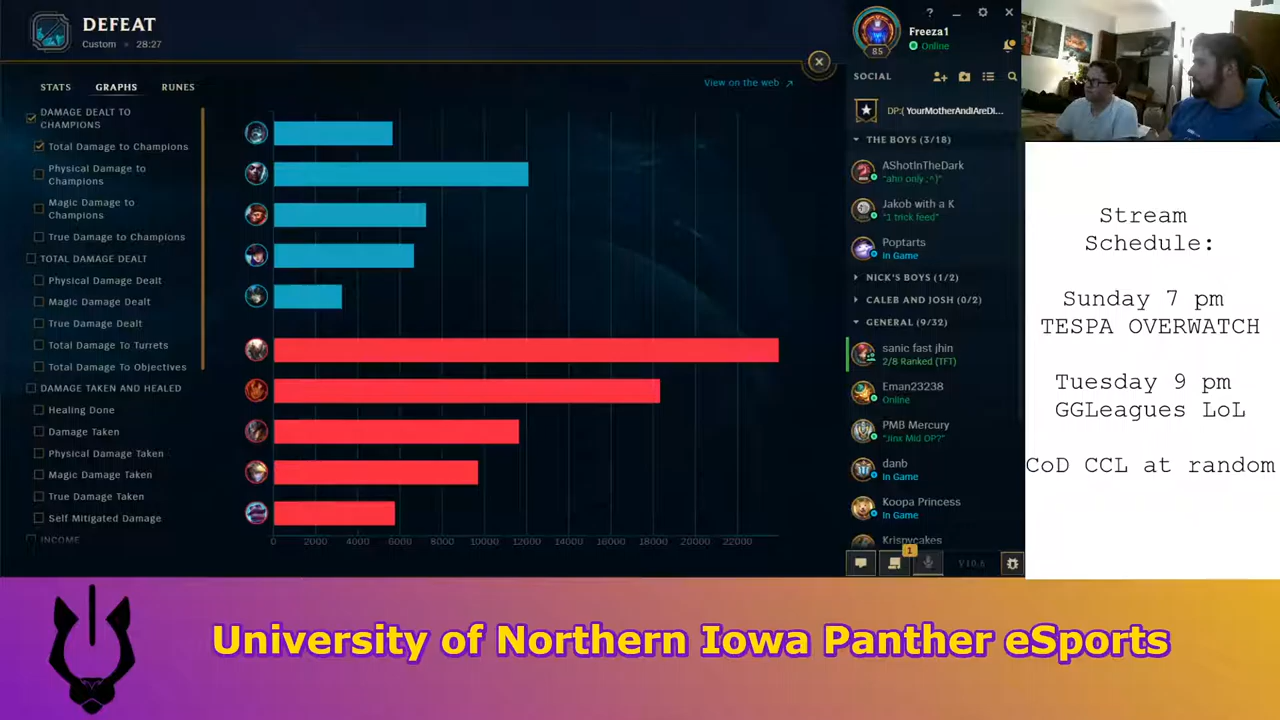 DEFEAT
Custom • 28:27
STATS
GRAPHS
RUNES
View on the web
DAMAGE DEALT TO
CHAMPIONS
Total Damage to Champions
Physical Damage to
Champions
Magic Damage to
Champions
True Damage to Champions
TOTAL DAMAGE DEALT
Physical Damage Dealt
Magic Damage Dealt
True Damage Dealt
Total Damage To Turrets
Total Damage To Objectives
DAMAGE TAKEN AND HEALED
Healing Done
Damage Taken
Physical Damage Taken
Magic Damage Taken
True Damage Taken
Self Mitigated Damage
INCOME
0 2000 4000 6000 8000 10000 12000 14000 16000 18000 20000 22000
?
85
Freeza1
Online
SOCIAL
DP:( YourMotherAndIAreDi...
THE BOYS (3/18)
AShotInTheDark
"ahri only :^)"
Jakob with a K
"1 trick feed"
Poptarts
In Game
NICK'S BOYS (1/2)
CALEB AND JOSH (0/2)
GENERAL (9/32)
sanic fast jhin
2/8 Ranked (TFT)
Eman23238
Online
PMB Mercury
"Jinx Mid OP?"
danb
In Game
Koopa Princess
In Game
Krispycakes
1
V10.6
Stream
Schedule:
Sunday 7 pm
TESPA OVERWATCH
Tuesday 9 pm
GGLeagues LoL
CoD CCL at random
University of Northern Iowa Panther eSports